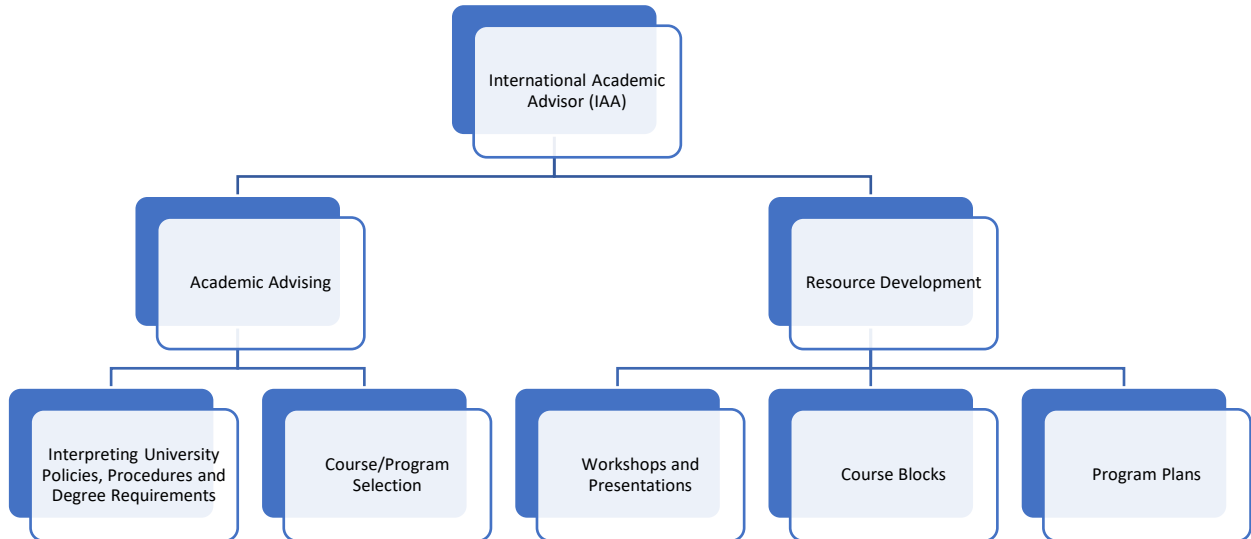 International Academic
Advisor (IAA)
Academic Advising
Resource Development
Interpreting University
Policies, Procedures and
Degree Requirements
Course/Program
Selection
Workshops and
Presentations
Course Blocks
Program Plans